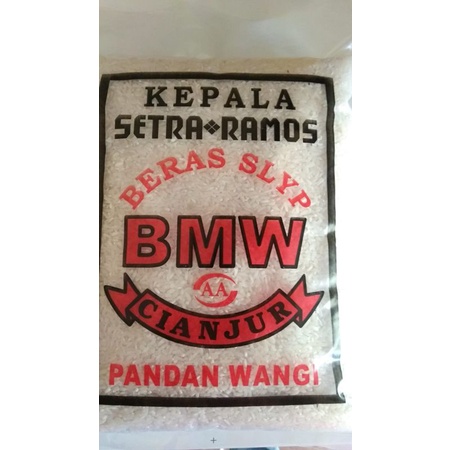 KEPALA
SETRA❖RAMOS
BERAS SLYP
BMW
AA
CIANJUR
PANDAN WANGI